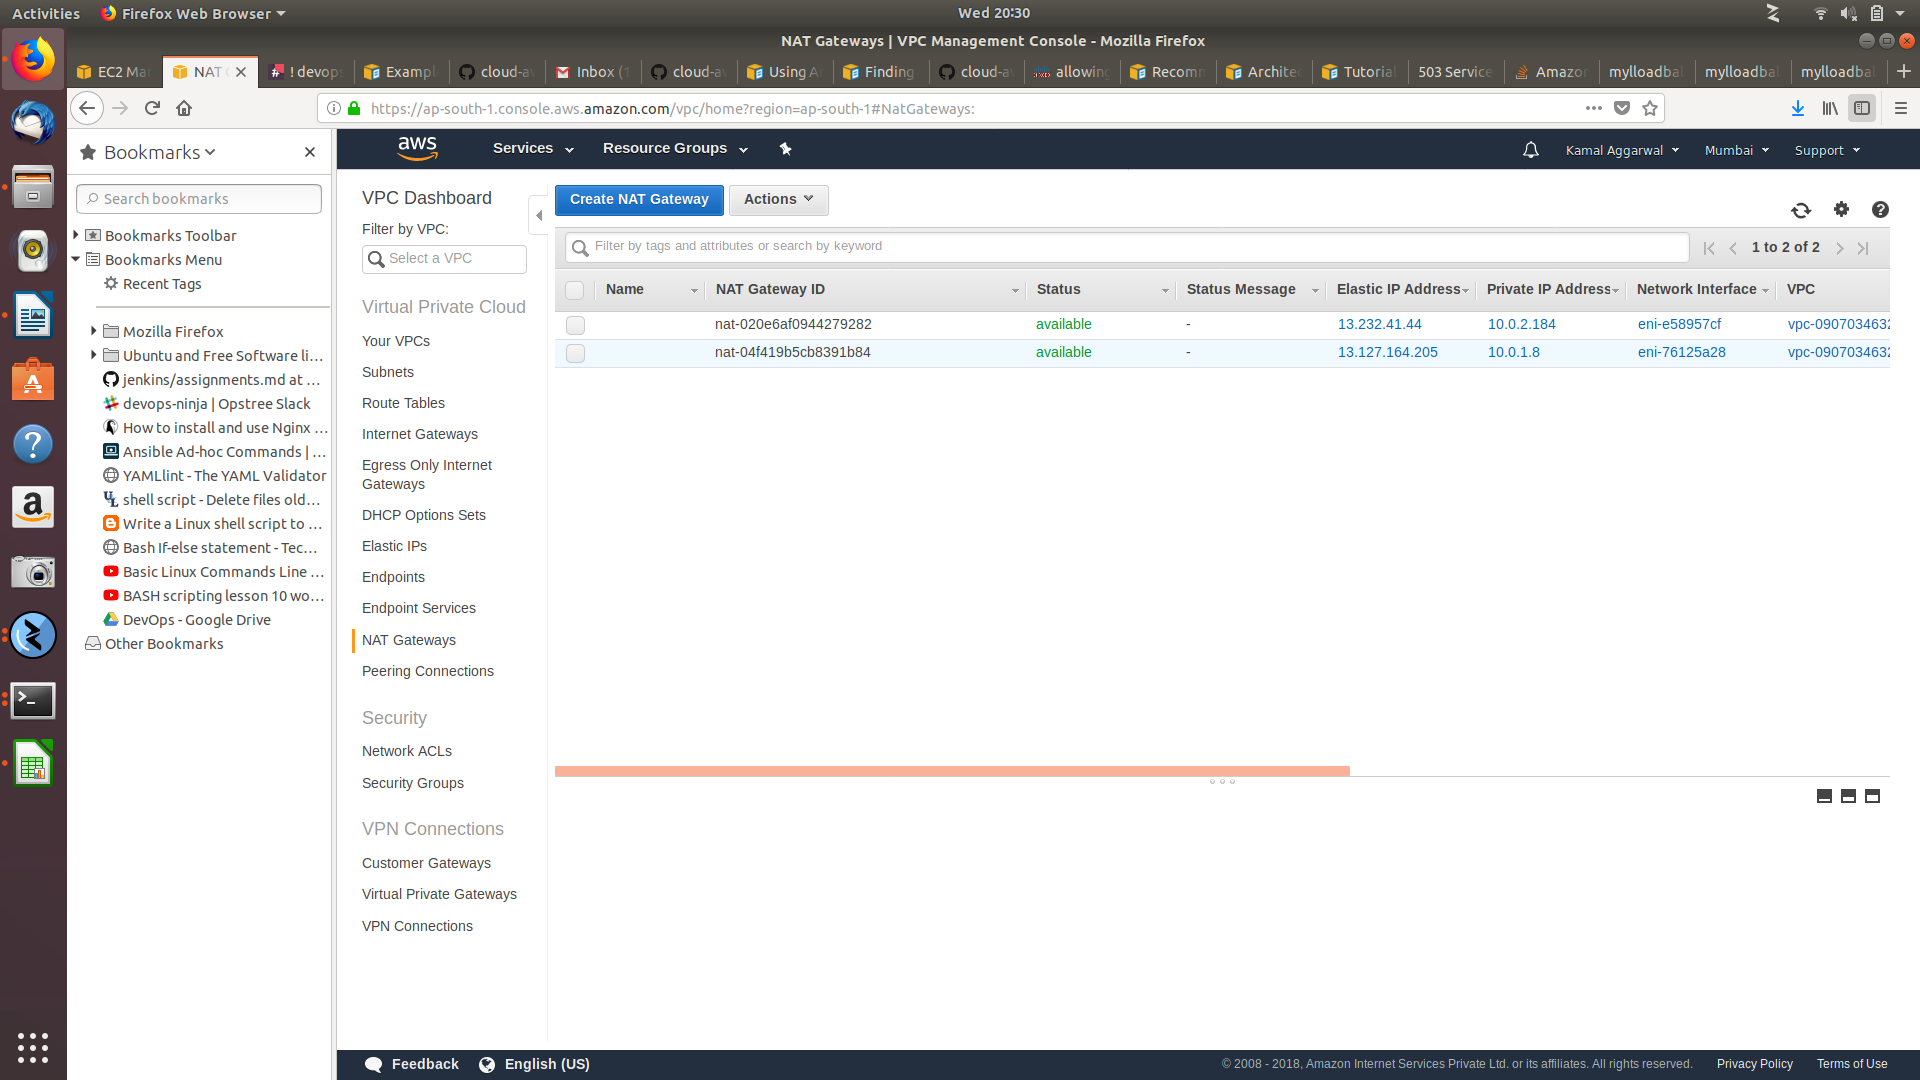 Activities Firefox Web Browser Wed 20:30
NAT Gateways | VPC Management Console - Mozilla Firefox
EC2 Ma NAT ! devops Example cloud-a Inbox (1 cloud-a Using A Finding cloud-a allowing Recom Archite Tutorial 503 Service Amazo mylloadba mylloadba mylloadba
https://ap-south-1.console.aws.amazon.com/vpc/home?region=ap-south-1#NatGateways:
Bookmarks
Search bookmarks
Bookmarks Toolbar
Bookmarks Menu
Recent Tags
Mozilla Firefox
Ubuntu and Free Software li...
jenkins/assignments.md at ...
devops-ninja | Opstree Slack
How to install and use Nginx ...
Ansible Ad-hoc Commands | ...
YAMLlint - The YAML Validator
shell script - Delete files old...
Write a Linux shell script to ...
Bash If-else statement - Tec...
Basic Linux Commands Line ...
BASH scripting lesson 10 wo...
DevOps - Google Drive
Other Bookmarks
aws Services Resource Groups Kamal Aggarwal Mumbai Support
VPC Dashboard
Filter by VPC:
Select a VPC
Virtual Private Cloud
Your VPCs
Subnets
Route Tables
Internet Gateways
Egress Only Internet
Gateways
DHCP Options Sets
Elastic IPs
Endpoints
Endpoint Services
NAT Gateways
Peering Connections
Security
Network ACLs
Security Groups
VPN Connections
Customer Gateways
Virtual Private Gateways
VPN Connections
Create NAT Gateway Actions
Filter by tags and attributes or search by keyword 1 to 2 of 2
Name NAT Gateway ID Status Status Message Elastic IP Address Private IP Address Network Interface VPC
nat-020e6af0944279282 available - 13.232.41.44 10.0.2.184 eni-e58957cf vpc-0907034632
nat-04f419b5cb8391b84 available - 13.127.164.205 10.0.1.8 eni-76125a28 vpc-0907034632
Feedback English (US) © 2008 - 2018, Amazon Internet Services Private Ltd. or its affiliates. All rights reserved. Privacy Policy Terms of Use